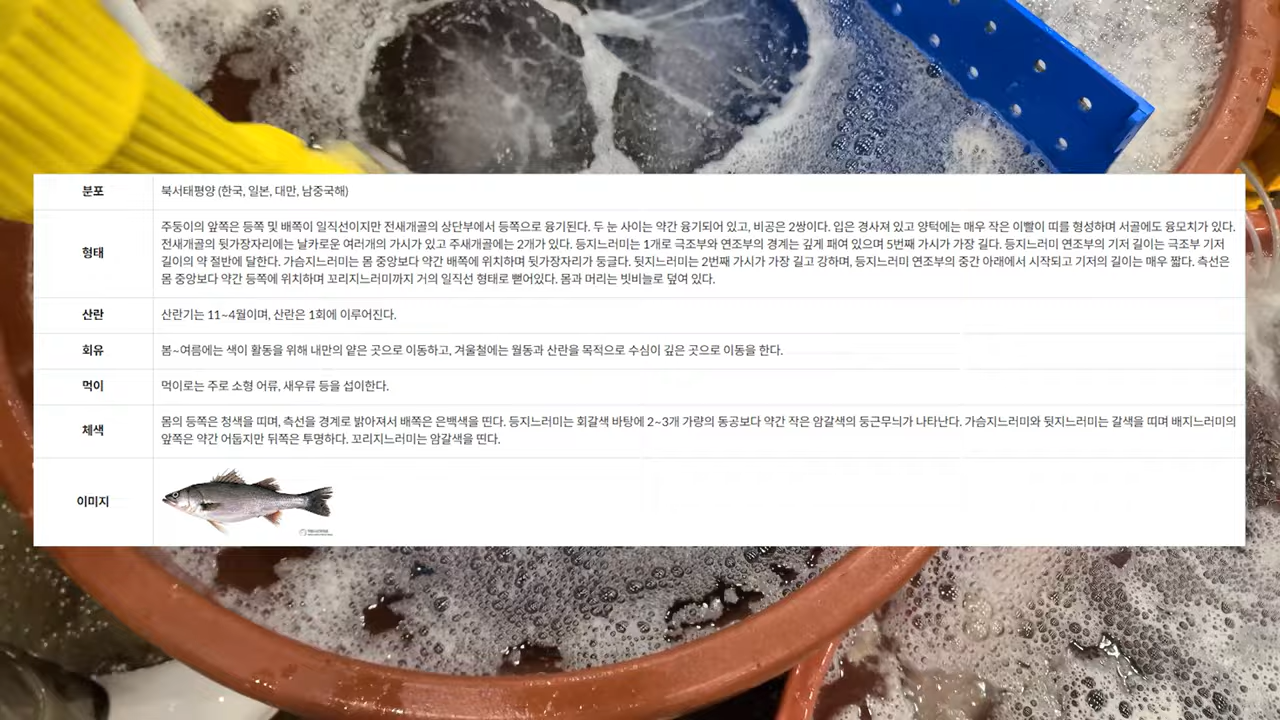 분포
북서태평양 (한국, 일본, 대만, 남중국해)
형태
주둥이의 앞쪽은 등쪽 및 배쪽이 일직선이지만 전새개골의 상단부에서 등쪽으로 융기된다. 두 눈 사이는 약간 융기되어 있고, 비공은 2쌍이다. 입은 경사져 있고 양턱에는 매우 작은 이빨이 띠를 형성하며 서골에도 융모치가 있다.
전새개골의 뒷가장자리에는 날카로운 여러개의 가시가 있고 주새개골에는 2개가 있다. 등지느러미는 1개로 극조부와 연조부의 경계는 깊게 패여 있으며 5번째 가시가 가장 길다. 등지느러미 연조부의 기저 길이는 극조부 기저
길이의 약 절반에 달한다. 가슴지느러미는 몸 중앙보다 약간 배쪽에 위치하며 뒷가장자리가 둥글다. 뒷지느러미는 2번째 가시가 가장 길고 강하며, 등지느러미 연조부의 중간 아래에서 시작되고 기저의 길이는 매우 짧다. 측선은
몸 중앙보다 약간 등쪽에 위치하며 꼬리지느러미까지 거의 일직선 형태로 뻗어있다. 몸과 머리는 빗비늘로 덮여 있다.
산란
산란기는 11~4월이며, 산란은 1회에 이루어진다.
회유
봄~여름에는 색이 활동을 위해 내만의 얕은 곳으로 이동하고, 겨울철에는 월동과 산란을 목적으로 수심이 깊은 곳으로 이동을 한다.
먹이
먹이로는 주로 소형 어류, 새우류 등을 섭이한다.
체색
몸의 등쪽은 청색을 띠며, 측선을 경계로 밝아져서 배쪽은 은백색을 띤다. 등지느러미는 회갈색 바탕에 2~3개 가량의 동공보다 약간 작은 암갈색의 둥근무늬가 나타난다. 가슴지느러미와 뒷지느러미는 갈색을 띠며 배지느러미의
앞쪽은 약간 어둡지만 뒤쪽은 투명하다. 꼬리지느러미는 암갈색을 띤다.
이미지